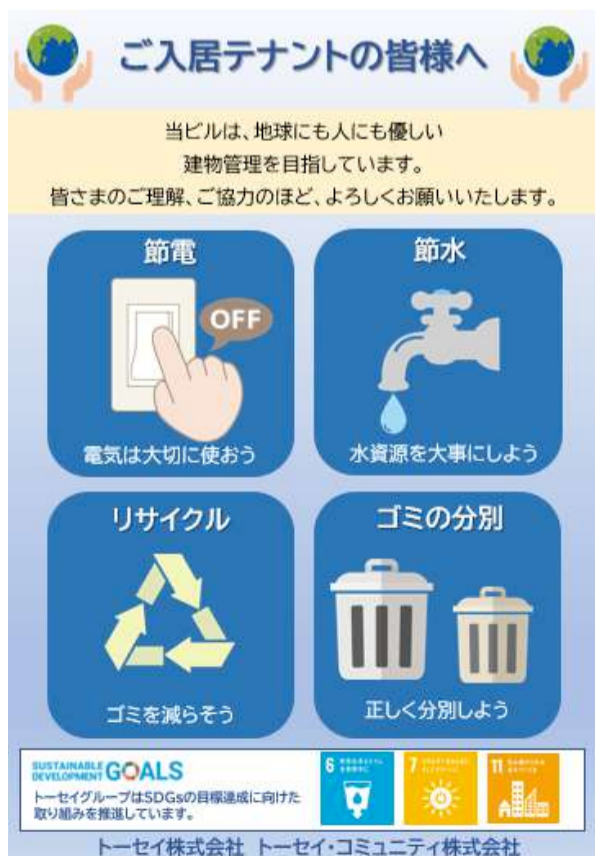 ご入居テナントの皆様へ
当ビルは、地球にも人にも優しい
建物管理を目指しています。
皆さまのご理解、ご協力のほど、よろしくお願いいたします。
節電
OFF
電気は大切に使おう
節水
水資源を大事にしよう
リサイクル
ゴミを減らそう
ゴミの分別
正しく分別しよう
SUSTAINABLE
DEVELOPMENT GOALS
トーセイグループはSDGsの目標達成に向けた
取り組みを推進しています。
6
7
11
トーセイ株式会社 トーセイ・コミュニティ株式会社